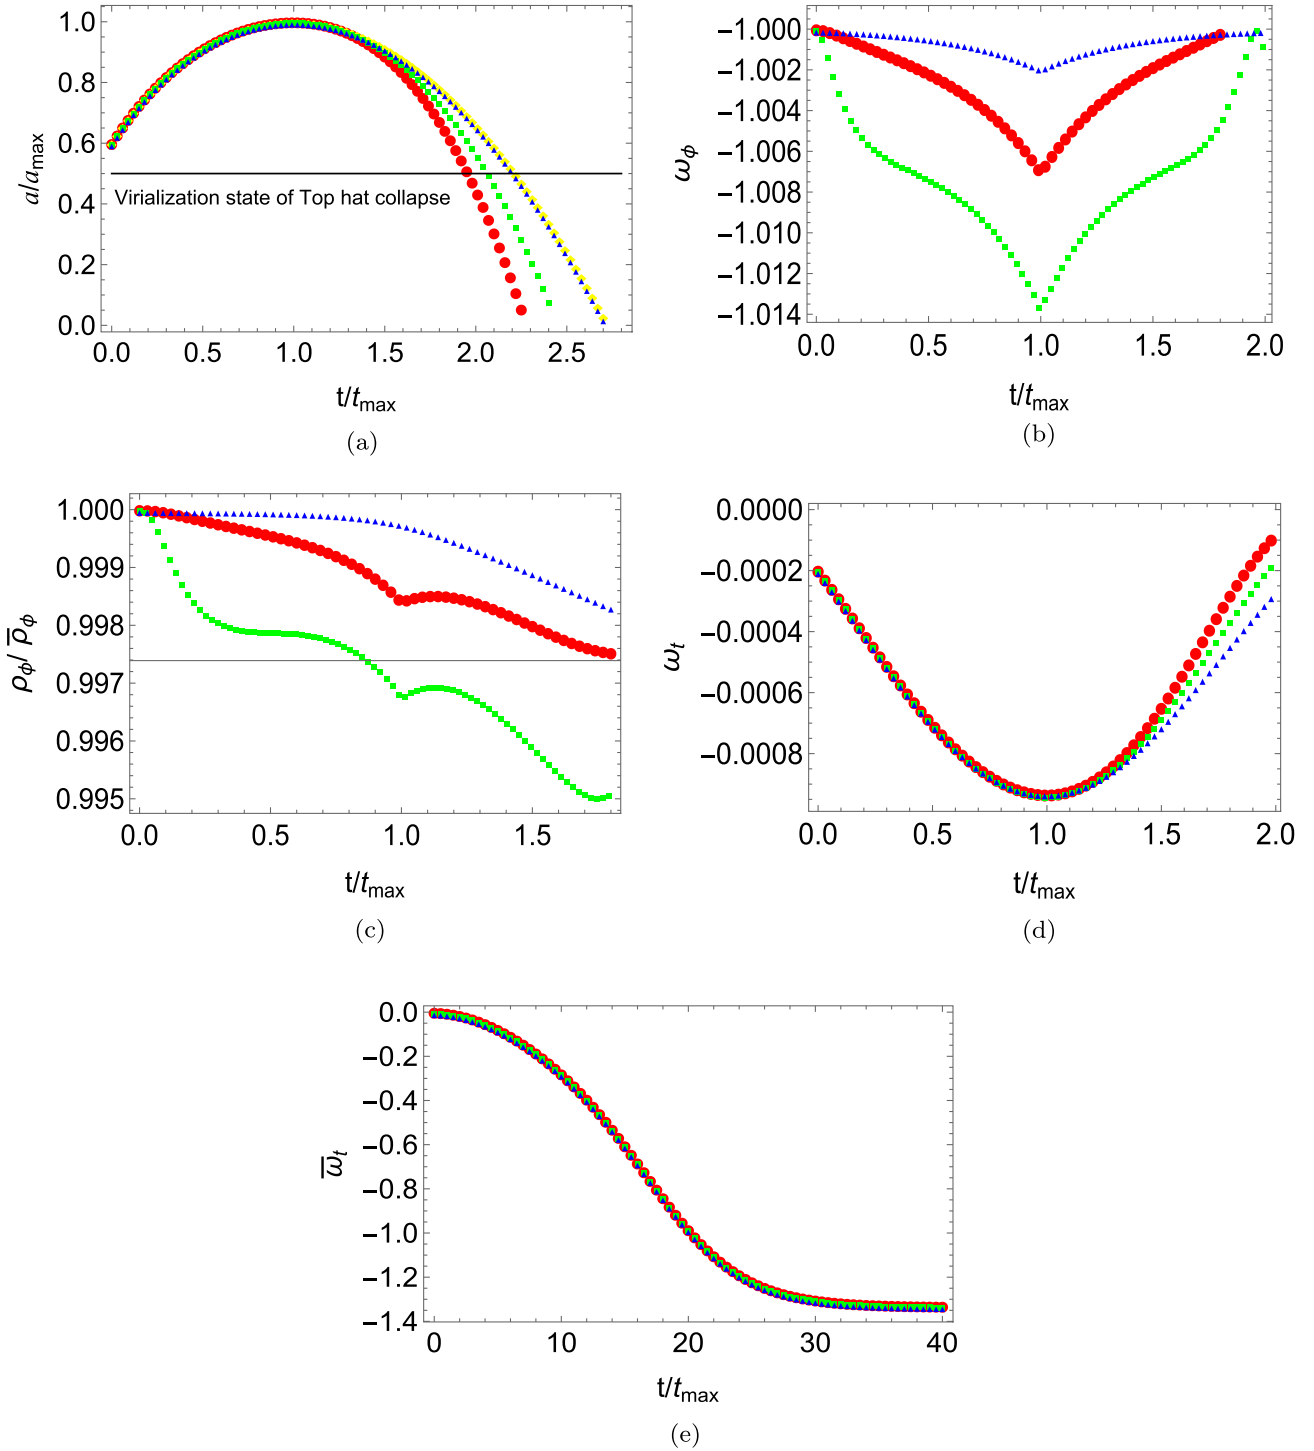 1.0
0.8
0.6
0.4
0.2
0.0
a/a_max
Virialization state of Top hat collapse
0.0 0.5 1.0 1.5 2.0 2.5
t/t_max
(a)
−1.000
−1.002
−1.004
−1.006
−1.008
−1.010
−1.012
−1.014
ω_ϕ
0.0 0.5 1.0 1.5 2.0
t/t_max
(b)
1.000
0.999
0.998
0.997
0.996
0.995
ρ_ϕ/ ρ̅_ϕ
0.0 0.5 1.0 1.5
t/t_max
(c)
0.0000
−0.0002
−0.0004
−0.0006
−0.0008
ω_t
0.0 0.5 1.0 1.5 2.0
t/t_max
(d)
0.0
−0.2
−0.4
−0.6
−0.8
−1.0
−1.2
−1.4
ω̅_t
0 10 20 30 40
t/t_max
(e)